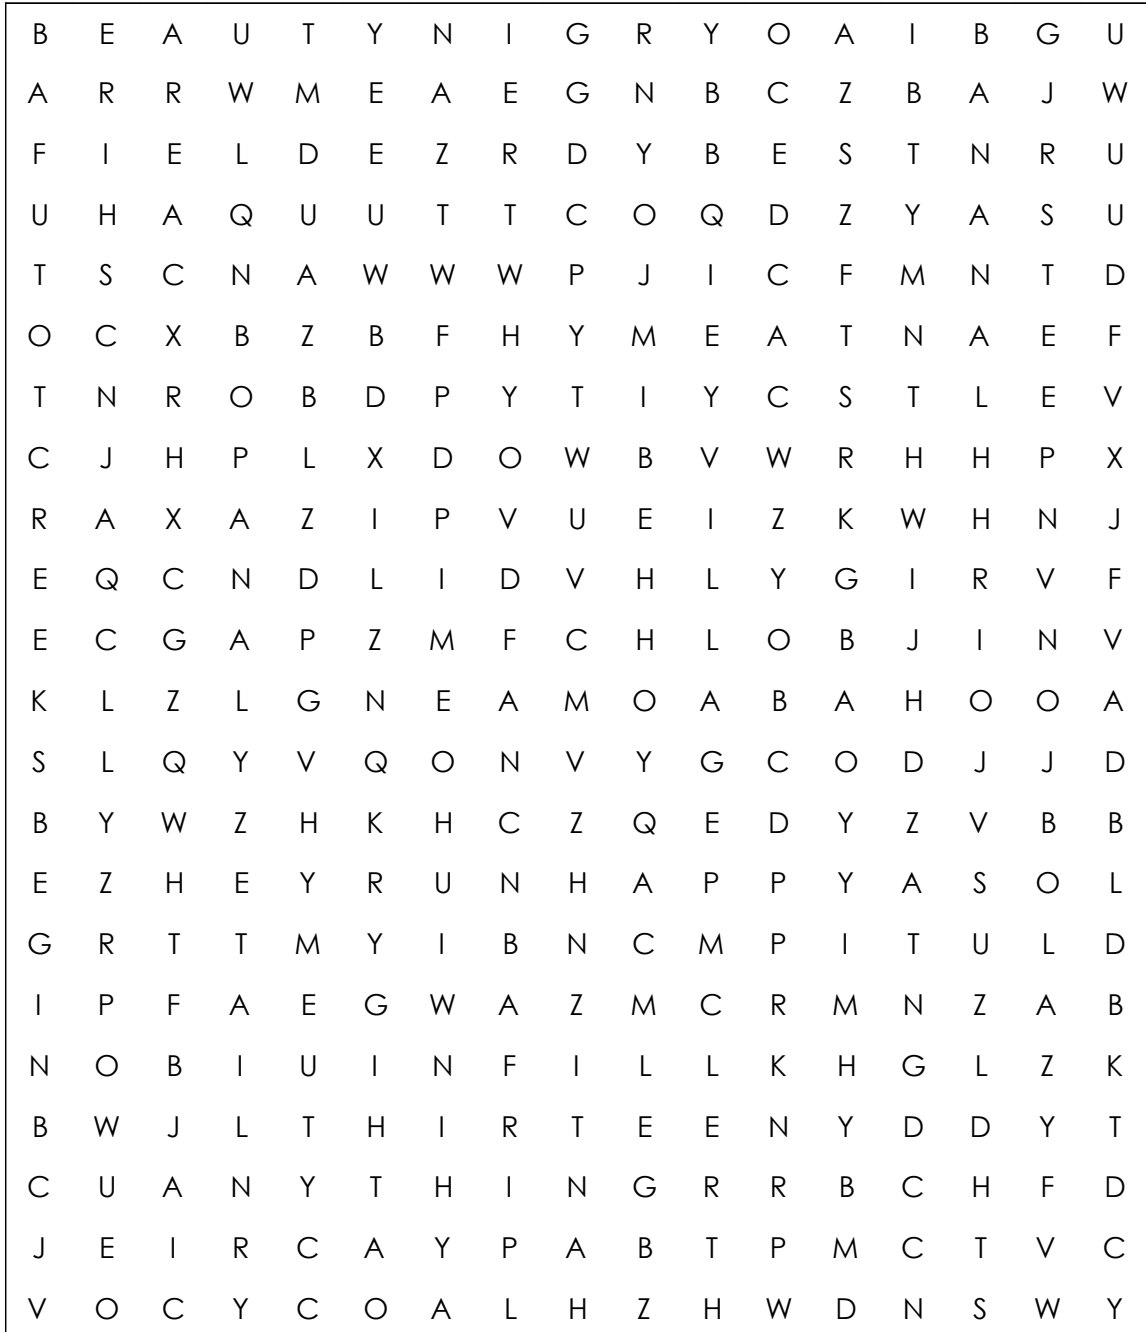 B E A U T Y N I G R Y O A I B G U
A R R W M E A E G N B C Z B A J W
F I E L D E Z R D Y B E S T N R U
U H A Q U U T T C O Q D Z Y A S U
T S C N A W W W P J I C F M N T D
O C X B Z B F H Y M E A T N A E F
T N R O B D P Y T I Y C S T L E V
C J H P L X D O W B V W R H H P X
R A X A Z I P V U E I Z K W H N J
E Q C N D L I D V H L Y G I R V F
E C G A P Z M F C H L O B J I N V
K L Z L G N E A M O A B A H O O A
S L Q Y V Q O N V Y G C O D J J D
B Y W Z H K H C Z Q E D Y Z V B B
E Z H E Y R U N H A P P Y A S O L
G R T T M Y I B N C M P I T U L D
I P F A E G W A Z M C R M N Z A B
N O B I U I N F I L L K H G L Z K
B W J L T H I R T E E N Y D D Y T
C U A N Y T H I N G R R B C H F D
J E I R C A Y P A B T P M C T V C
V O C Y C O A L H Z H W D N S W Y